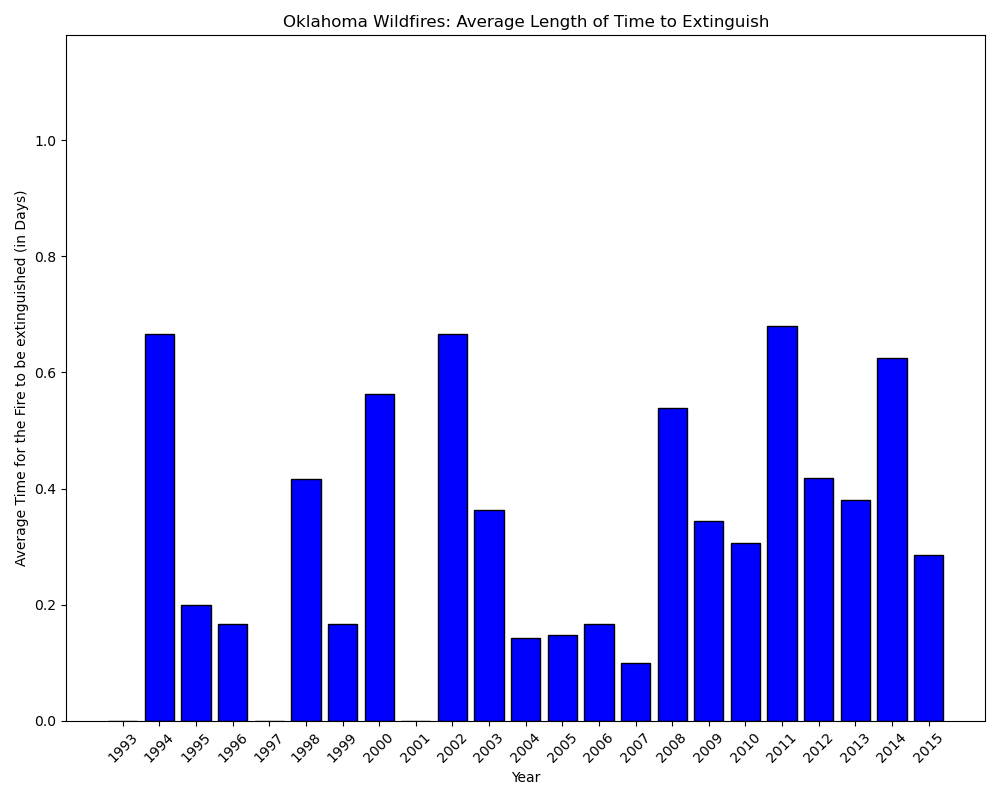 Oklahoma Wildfires: Average Length of Time to Extinguish
Average Time for the Fire to be extinguished (in Days)
1.0
0.8
0.6
0.4
0.2
0.0
1993 1994 1995 1996 1997 1998 1999 2000 2001 2002 2003 2004 2005 2006 2007 2008 2009 2010 2011 2012 2013 2014 2015
Year